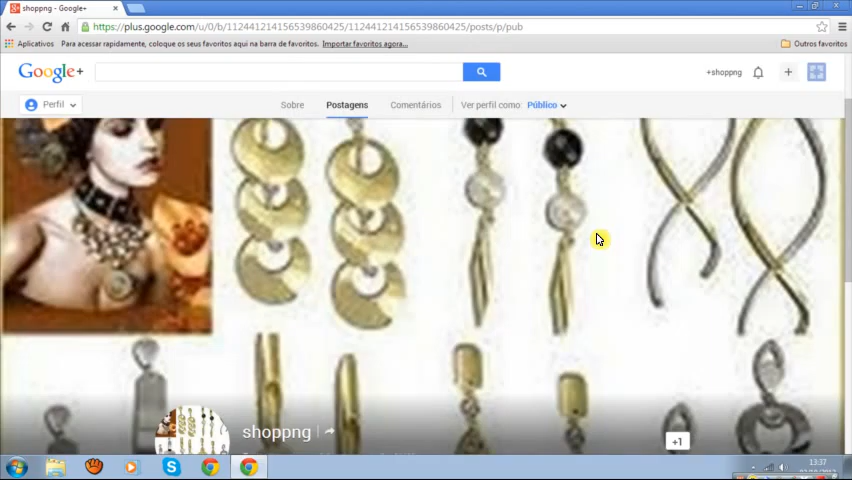 shoppng - Google+
https://plus.google.com/u/0/b/112441214156539860425/112441214156539860425/posts/p/pub
Aplicativos Para acessar rapidamente, coloque os seus favoritos aqui na barra de favoritos. Importar favoritos agora... Outros favoritos
Google+ +shoppng
Perfil Sobre Postagens Comentários Ver perfil como: Público
shoppng
+1
13:37